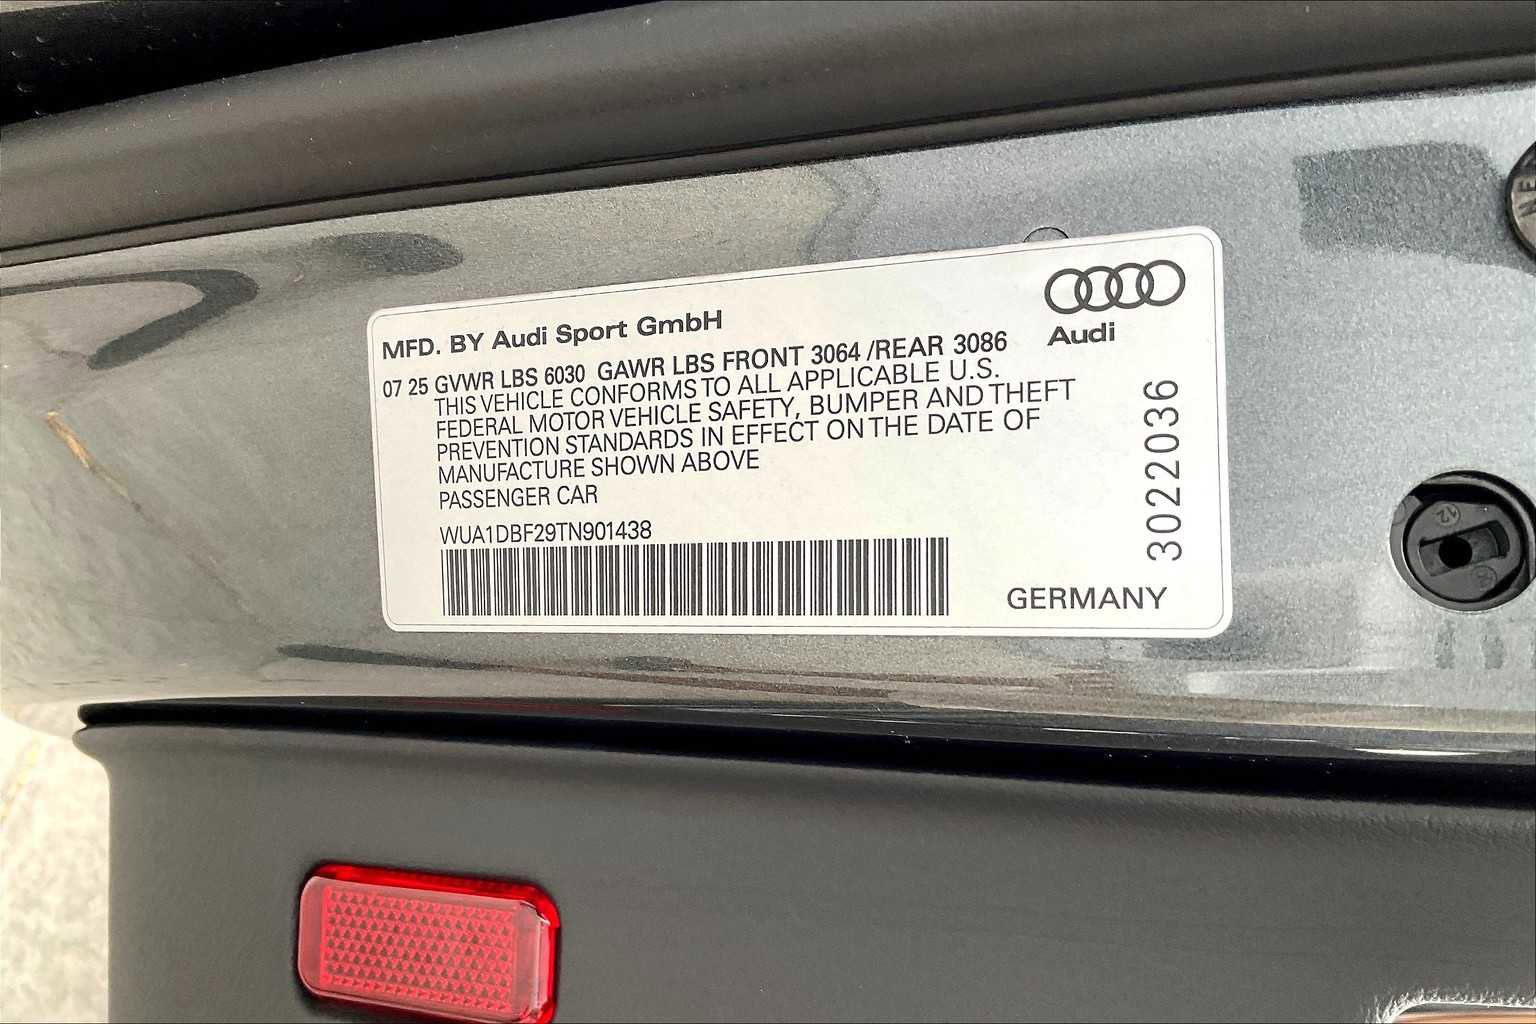 MFD. BY Audi Sport GmbH
Audi
07 25 GVWR LBS 6030 GAWR LBS FRONT 3064 /REAR 3086
THIS VEHICLE CONFORMS TO ALL APPLICABLE U.S.
FEDERAL MOTOR VEHICLE SAFETY, BUMPER AND THEFT
PREVENTION STANDARDS IN EFFECT ON THE DATE OF
MANUFACTURE SHOWN ABOVE
PASSENGER CAR
WUA1DBF29TN901438
3022036
GERMANY
12